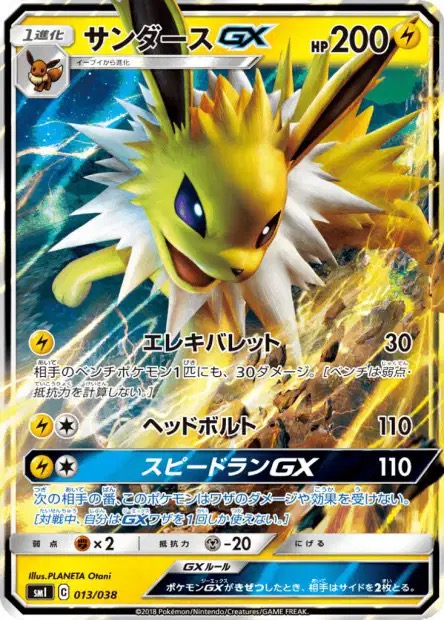 1進化 サンダースGX HP200
イーブイから進化
エレキバレット 30
相手のベンチポケモン1匹にも、30ダメージ。[ベンチは弱点・
抵抗力を計算しない。]
ヘッドボルト 110
スピードランGX 110
次の相手の番、このポケモンはワザのダメージや効果を受けない。
[対戦中、自分はGXワザを1回しか使えない。]
弱点 ×2 抵抗力 -20 にげる
Illus.PLANETA Otani
GXルール
ポケモンGXがきぜつしたとき、相手はサイドを2枚とる。
SMI C 013/038
©2018 Pokémon/Nintendo/Creatures/GAME FREAK.